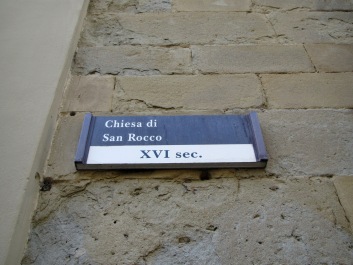 Chiesa di
San Rocco
XVI sec.